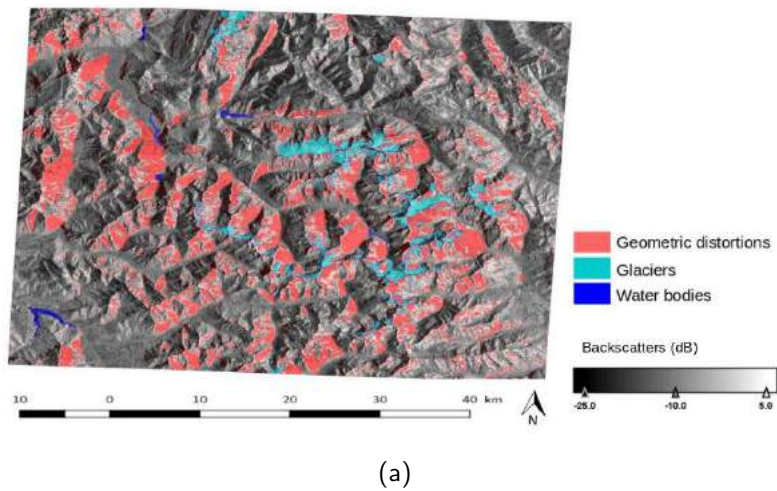 Geometric distortions
Glaciers
Water bodies
Backscatters (dB)
-25.0 -10.0 5.0
10 0 10 20 30 40 km
N
(a)